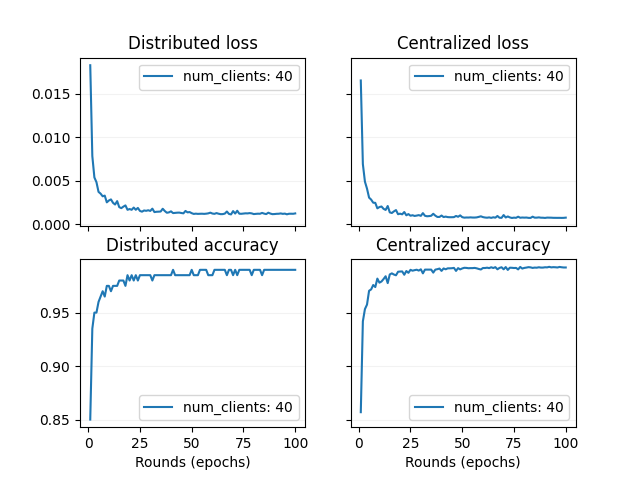 Distributed loss
Centralized loss
num_clients: 40
num_clients: 40
0.015
0.010
0.005
0.000
Distributed accuracy
Centralized accuracy
0.95
0.90
0.85
num_clients: 40
num_clients: 40
0 25 50 75 100
0 25 50 75 100
Rounds (epochs)
Rounds (epochs)